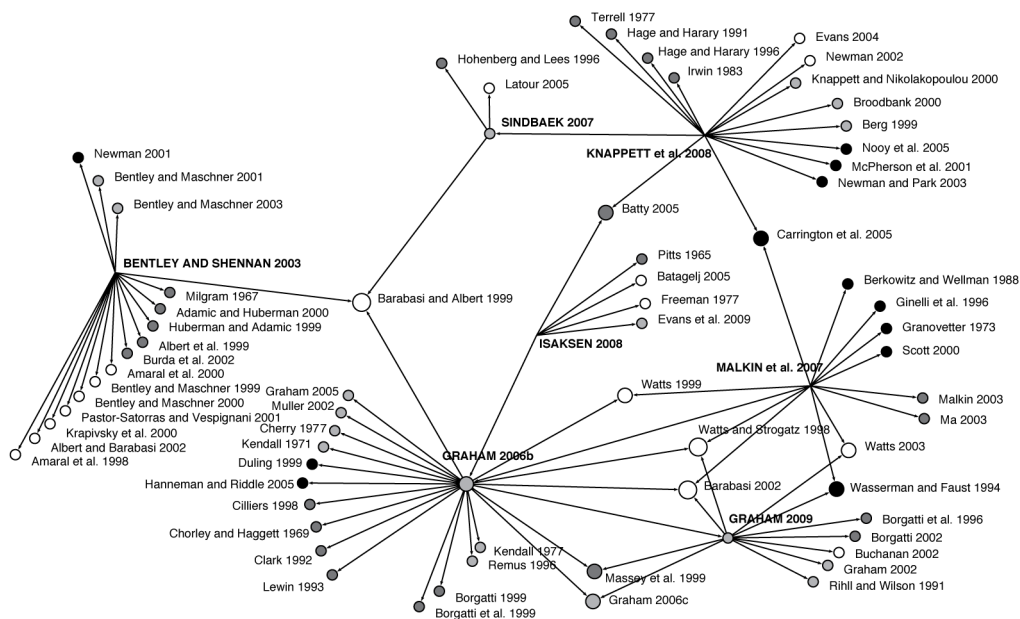 Terrell 1977
Hage and Harary 1991
Evans 2004
Hage and Harary 1996
Newman 2002
Hohenberg and Lees 1996
Irwin 1983
Knappett and Nikolakopoulou 2000
Latour 2005
Broodbank 2000
SINDBAEK 2007
Berg 1999
KNAPPETT et al. 2008
Nooy et al. 2005
McPherson et al. 2001
Newman and Park 2003
Newman 2001
Bentley and Maschner 2001
Bentley and Maschner 2003
Batty 2005
Carrington et al. 2005
BENTLEY AND SHENNAN 2003
Pitts 1965
Batagelj 2005
Berkowitz and Wellman 1988
Milgram 1967
Barabasi and Albert 1999
Freeman 1977
Ginelli et al. 1996
Adamic and Huberman 2000
Evans et al. 2009
Huberman and Adamic 1999
Granovetter 1973
Albert et al. 1999
ISAKSEN 2008
Scott 2000
Burda et al. 2002
MALKIN et al. 2007
Amaral et al. 2000
Bentley and Maschner 1999
Graham 2005
Watts 1999
Bentley and Maschner 2000
Muller 2002
Malkin 2003
Pastor-Satorras and Vespignani 2001
Cherry 1977
Ma 2003
Krapivsky et al. 2000
Kendall 1971
Watts and Strogatz 1998
Albert and Barabasi 2002
GRAHAM 2006b
Watts 2003
Amaral et al. 1998
Duling 1999
Hanneman and Riddle 2005
Barabasi 2002
Wasserman and Faust 1994
Cilliers 1998
GRAHAM 2009
Borgatti et al. 1996
Chorley and Haggett 1969
Borgatti 2002
Kendall 1977
Buchanan 2002
Clark 1992
Remus 1996
Graham 2002
Lewin 1993
Massey et al. 1999
Rihll and Wilson 1991
Borgatti 1999
Graham 2006c
Borgatti et al. 1999